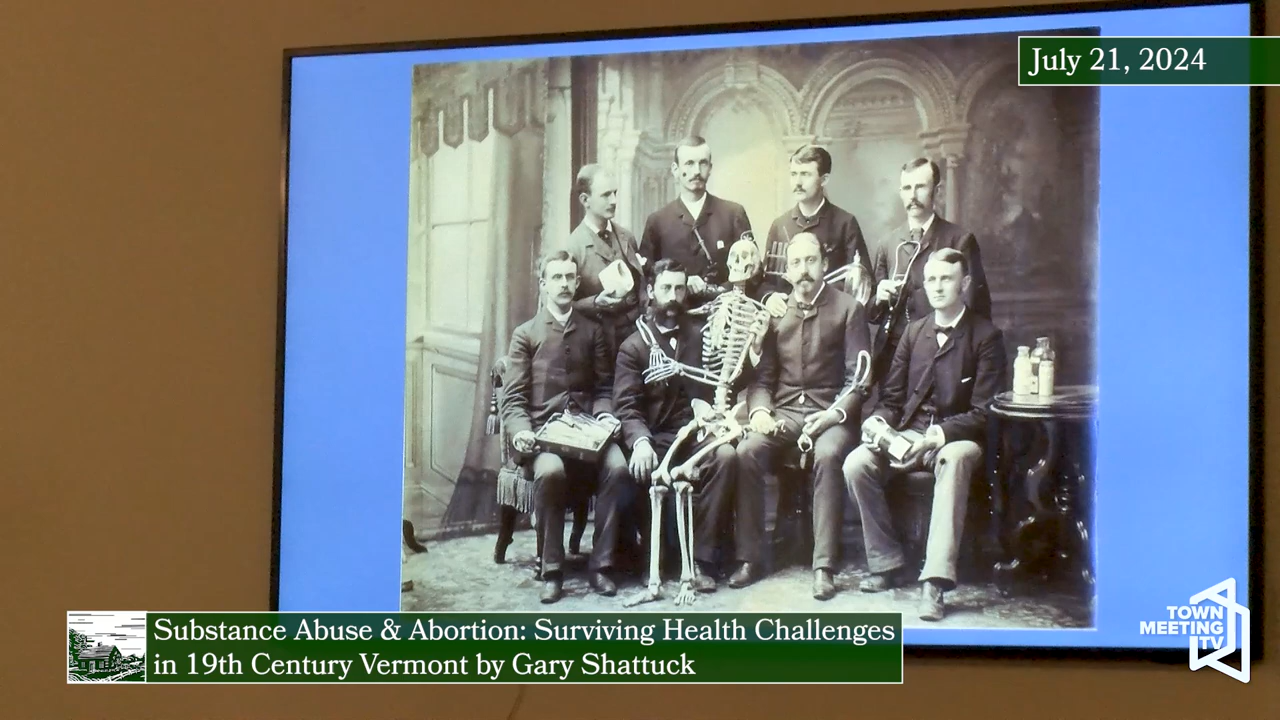 July 21, 2024
Substance Abuse & Abortion: Surviving Health Challenges
in 19th Century Vermont by Gary Shattuck
TOWN
MEETING
TV